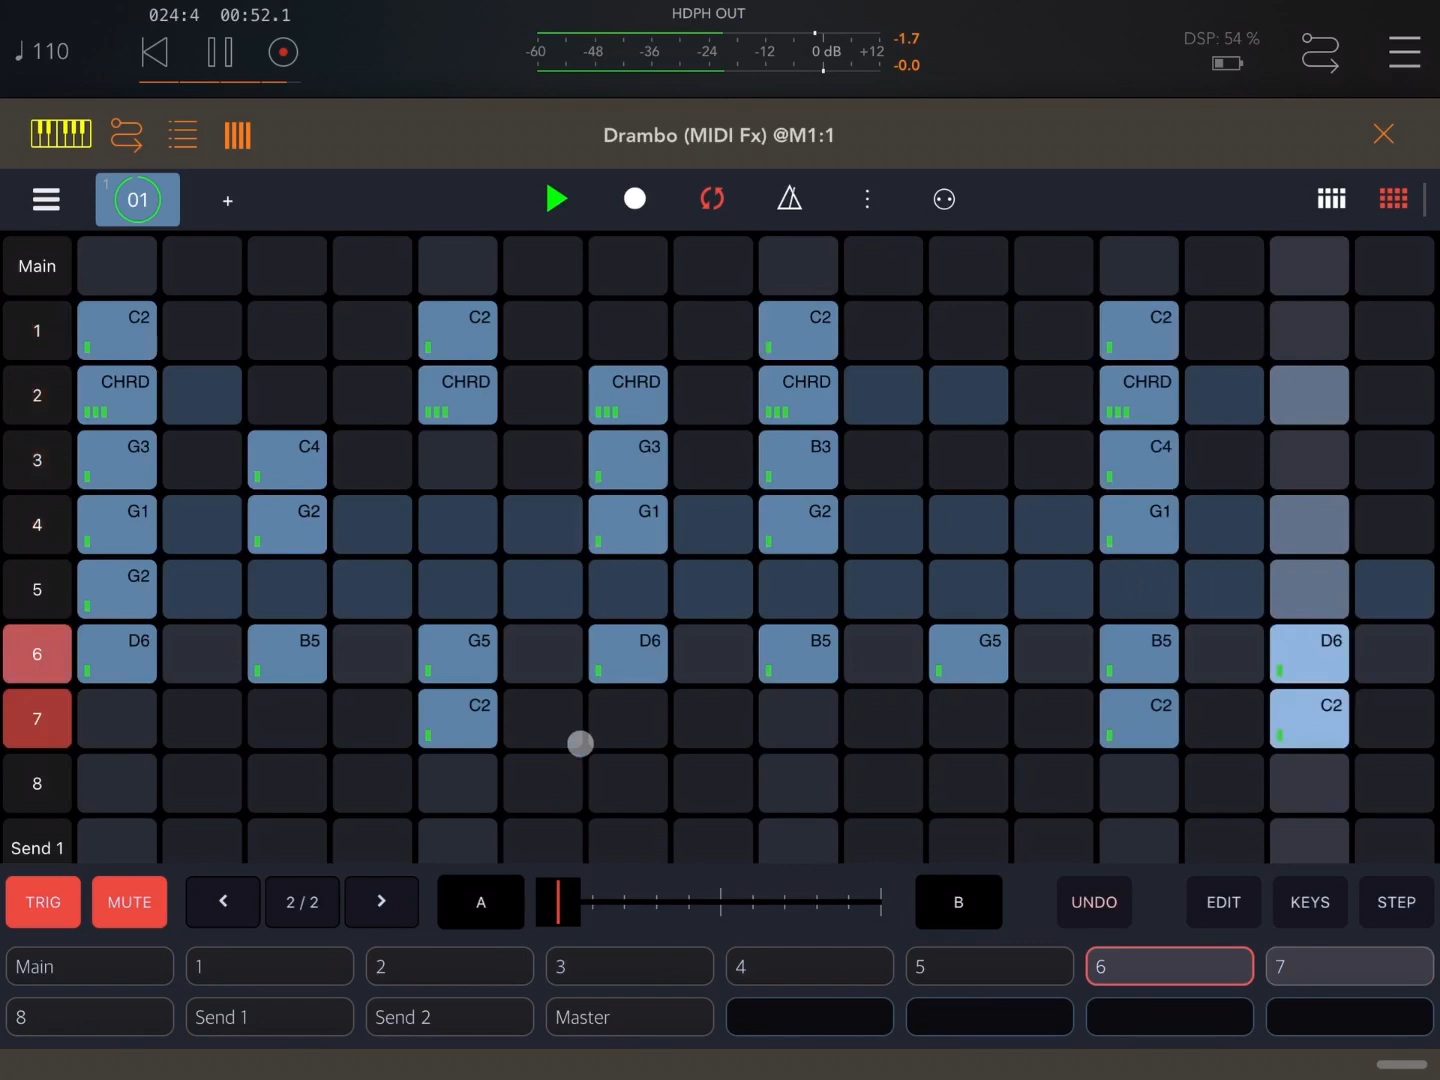 024:4 00:52.1
HDPH OUT
110
-60 -48 -36 -24 -12 0 dB +12
-1.7
-0.0
DSP: 54 %
Drambo (MIDI Fx) @M1:1
1
01
+
Main
1 C2 C2 C2 C2
2 CHRD CHRD CHRD CHRD CHRD
3 G3 C4 G3 B3 C4
4 G1 G2 G1 G2 G1
5 G2
6 D6 B5 G5 D6 B5 G5 B5 D6
7 C2 C2 C2
8
Send 1
TRIG MUTE < 2 / 2 > A B UNDO EDIT KEYS STEP
Main 1 2 3 4 5 6 7
8 Send 1 Send 2 Master